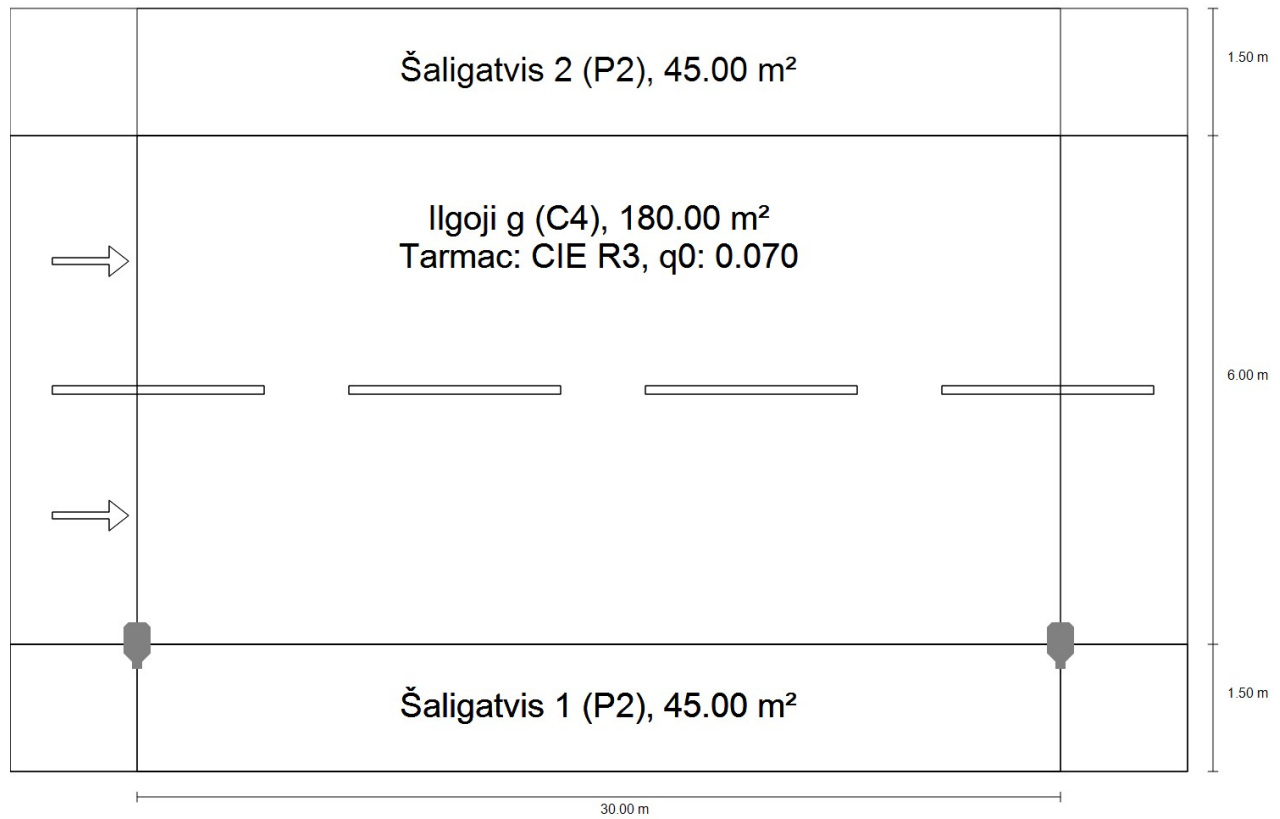 Šaligatvis 2 (P2), 45.00 m²
1.50 m
Ilgoji g (C4), 180.00 m²
Tarmac: CIE R3, q0: 0.070
6.00 m
Šaligatvis 1 (P2), 45.00 m²
1.50 m
30.00 m